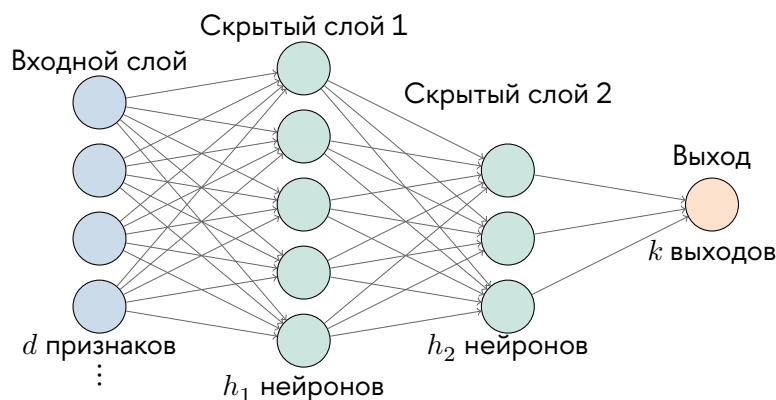 Скрытый слой 1
Входной слой
Скрытый слой 2
Выход
k выходов
d признаков
h₂ нейронов
⋮
h₁ нейронов